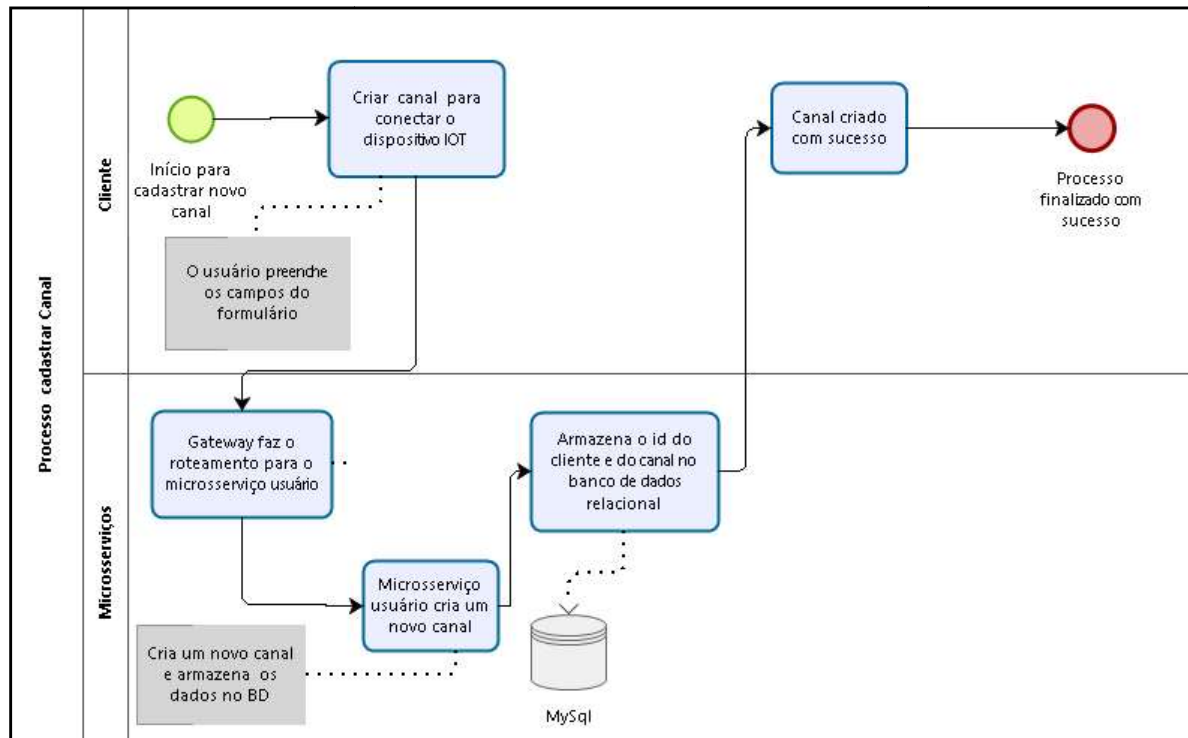 Processo cadastrar Canal
Cliente
Início para
cadastrar novo
canal
Criar canal para
conectar o
dispositivo IOT
O usuário preenche
os campos do
formulário
Canal criado
com sucesso
Processo
finalizado com
sucesso
Microsserviços
Gateway faz o
roteamento para o
microsserviço usuário
Microsserviço
usuário cria um
novo canal
Cria um novo canal
e armazena os
dados no BD
Armazena o id do
cliente e do canal no
banco de dados
relacional
MySql